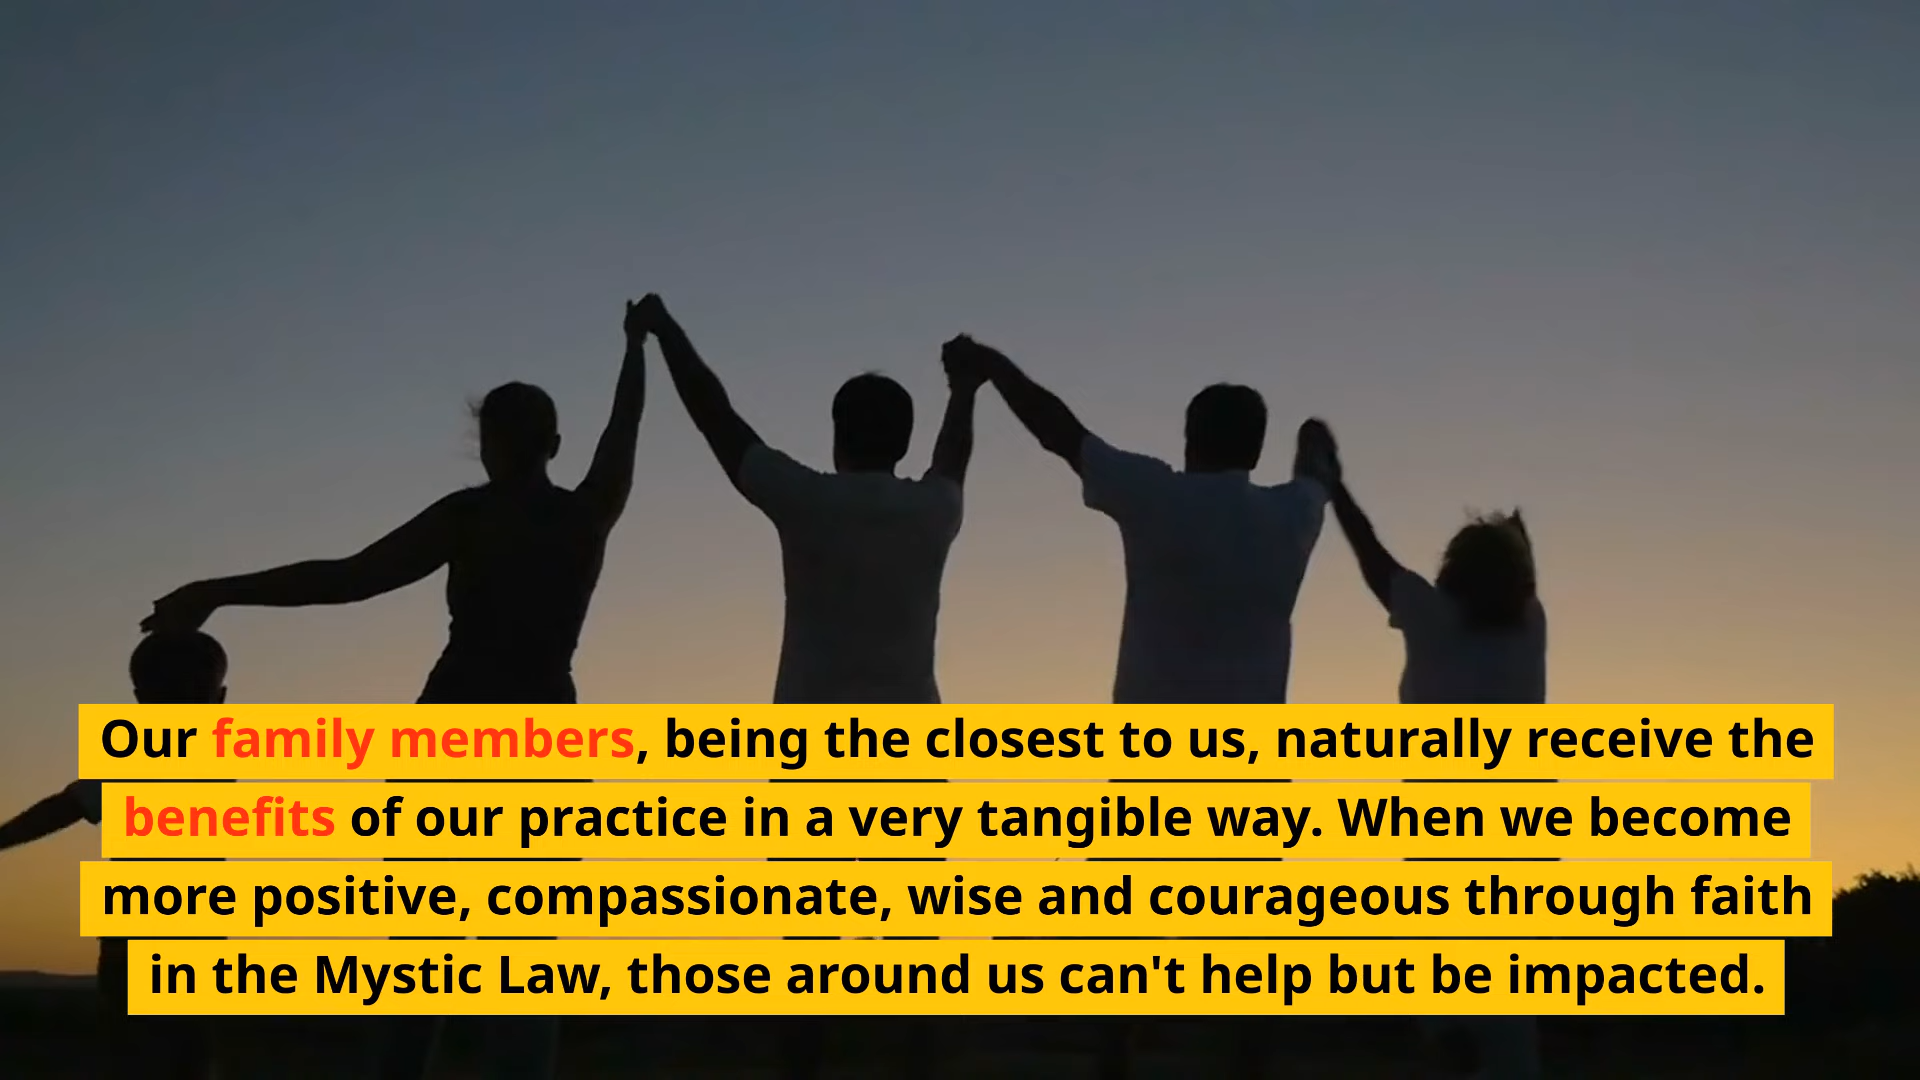 Our family members, being the closest to us, naturally receive the
benefits of our practice in a very tangible way. When we become
more positive, compassionate, wise and courageous through faith
in the Mystic Law, those around us can't help but be impacted.